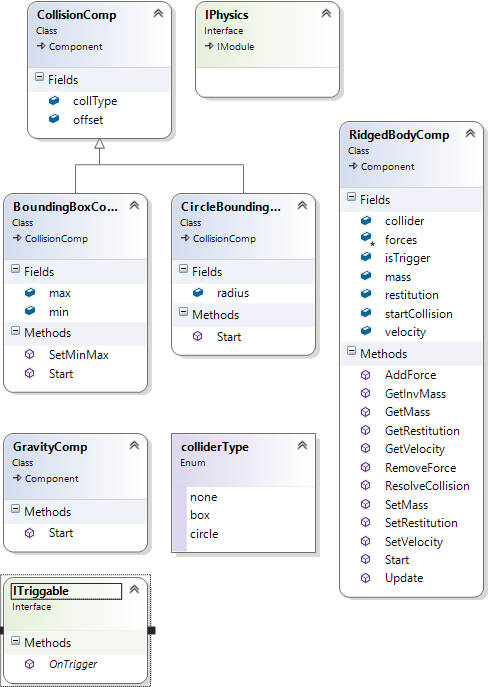 CollisionComp
Class
Component
Fields
collType
offset
IPhysics
Interface
IModule
RidgedBodyComp
Class
Component
Fields
collider
forces
isTrigger
mass
restitution
startCollision
velocity
Methods
AddForce
GetInvMass
GetMass
GetRestitution
GetVelocity
RemoveForce
ResolveCollision
SetMass
SetRestitution
SetVelocity
Start
Update
BoundingBoxCo...
Class
CollisionComp
Fields
max
min
Methods
SetMinMax
Start
CircleBounding...
Class
CollisionComp
Fields
radius
Methods
Start
GravityComp
Class
Component
Methods
Start
colliderType
Enum
none
box
circle
ITriggable
Interface
Methods
OnTrigger